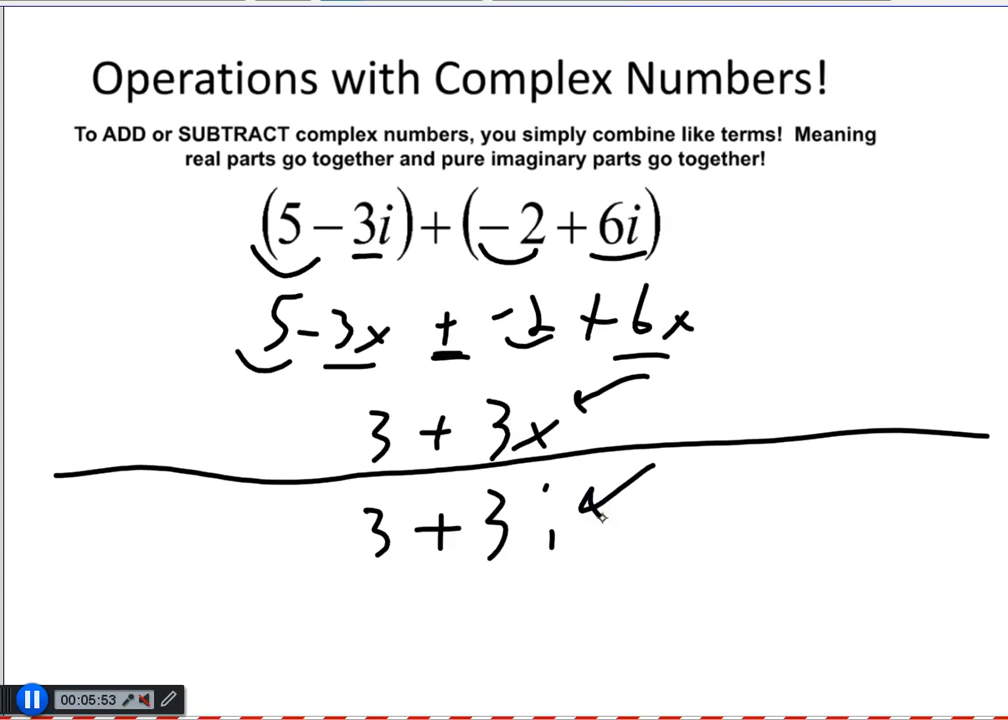 Operations with Complex Numbers!
To ADD or SUBTRACT complex numbers, you simply combine like terms! Meaning
real parts go together and pure imaginary parts go together!
(5 − 3i) + (−2 + 6i)
5 - 3x + -2 + 6x
3 + 3x
3 + 3i
00:05:53